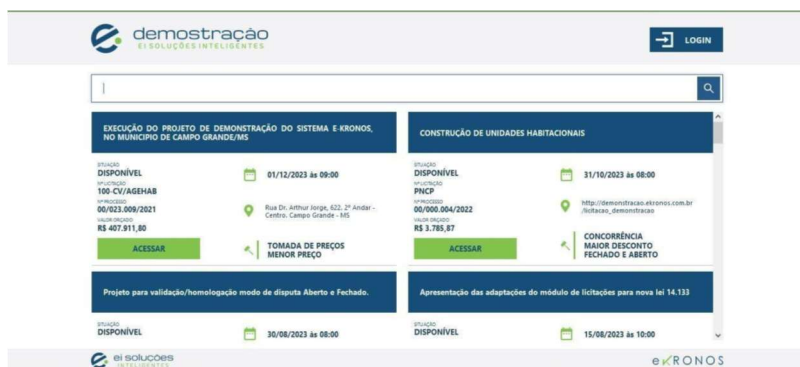 demostração
EI SOLUÇÕES INTELIGENTES
LOGIN
EXECUÇÃO DO PROJETO DE DEMONSTRAÇÃO DO SISTEMA E-KRONOS,
NO MUNICIPIO DE CAMPO GRANDE/MS
SITUAÇÃO
DISPONÍVEL
Nº LICITAÇÃO
100-CV/AGEHAB
Nº PROCESSO
00/023.009/2021
VALOR ORÇADO
R$ 407.911,80
ACESSAR
01/12/2023 às 09:00
Rua Dr. Arthur Jorge, 622. 2º Andar -
Centro. Campo Grande - MS
TOMADA DE PREÇOS
MENOR PREÇO
CONSTRUÇÃO DE UNIDADES HABITACIONAIS
SITUAÇÃO
DISPONÍVEL
Nº LICITAÇÃO
PNCP
Nº PROCESSO
00/000.004/2022
VALOR ORÇADO
R$ 3.785,87
ACESSAR
31/10/2023 às 08:00
http://demonstracao.ekronos.com.br
/licitacao_demonstracao
CONCORRÊNCIA
MAIOR DESCONTO
FECHADO E ABERTO
Projeto para validação/homologação modo de disputa Aberto e Fechado.
SITUAÇÃO
DISPONÍVEL
30/08/2023 às 08:00
Apresentação das adaptações do módulo de licitações para nova lei 14.133
SITUAÇÃO
DISPONÍVEL
15/08/2023 às 10:00
ei soluções
INTELIGENTES
eKRONOS